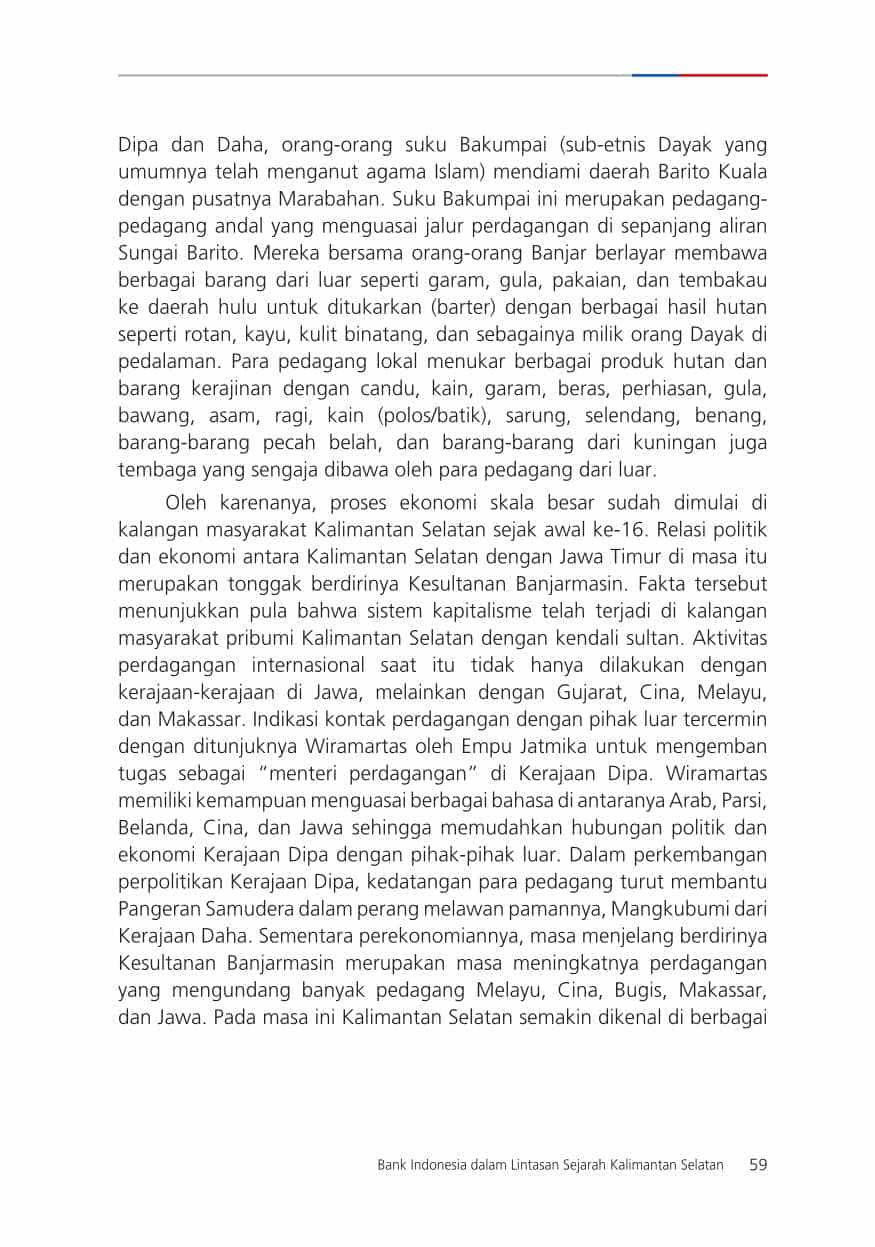 Dipa dan Daha, orang-orang suku Bakumpai (sub-etnis Dayak yang
umumnya telah menganut agama Islam) mendiami daerah Barito Kuala
dengan pusatnya Marabahan. Suku Bakumpai ini merupakan pedagang-
pedagang andal yang menguasai jalur perdagangan di sepanjang aliran
Sungai Barito. Mereka bersama orang-orang Banjar berlayar membawa
berbagai barang dari luar seperti garam, gula, pakaian, dan tembakau
ke daerah hulu untuk ditukarkan (barter) dengan berbagai hasil hutan
seperti rotan, kayu, kulit binatang, dan sebagainya milik orang Dayak di
pedalaman. Para pedagang lokal menukar berbagai produk hutan dan
barang kerajinan dengan candu, kain, garam, beras, perhiasan, gula,
bawang, asam, ragi, kain (polos/batik), sarung, selendang, benang,
barang-barang pecah belah, dan barang-barang dari kuningan juga
tembaga yang sengaja dibawa oleh para pedagang dari luar.
Oleh karenanya, proses ekonomi skala besar sudah dimulai di
kalangan masyarakat Kalimantan Selatan sejak awal ke-16. Relasi politik
dan ekonomi antara Kalimantan Selatan dengan Jawa Timur di masa itu
merupakan tonggak berdirinya Kesultanan Banjarmasin. Fakta tersebut
menunjukkan pula bahwa sistem kapitalisme telah terjadi di kalangan
masyarakat pribumi Kalimantan Selatan dengan kendali sultan. Aktivitas
perdagangan internasional saat itu tidak hanya dilakukan dengan
kerajaan-kerajaan di Jawa, melainkan dengan Gujarat, Cina, Melayu,
dan Makassar. Indikasi kontak perdagangan dengan pihak luar tercermin
dengan ditunjuknya Wiramartas oleh Empu Jatmika untuk mengemban
tugas sebagai “menteri perdagangan” di Kerajaan Dipa. Wiramartas
memiliki kemampuan menguasai berbagai bahasa di antaranya Arab, Parsi,
Belanda, Cina, dan Jawa sehingga memudahkan hubungan politik dan
ekonomi Kerajaan Dipa dengan pihak-pihak luar. Dalam perkembangan
perpolitikan Kerajaan Dipa, kedatangan para pedagang turut membantu
Pangeran Samudera dalam perang melawan pamannya, Mangkubumi dari
Kerajaan Daha. Sementara perekonomiannya, masa menjelang berdirinya
Kesultanan Banjarmasin merupakan masa meningkatnya perdagangan
yang mengundang banyak pedagang Melayu, Cina, Bugis, Makassar,
dan Jawa. Pada masa ini Kalimantan Selatan semakin dikenal di berbagai
Bank Indonesia dalam Lintasan Sejarah Kalimantan Selatan 59